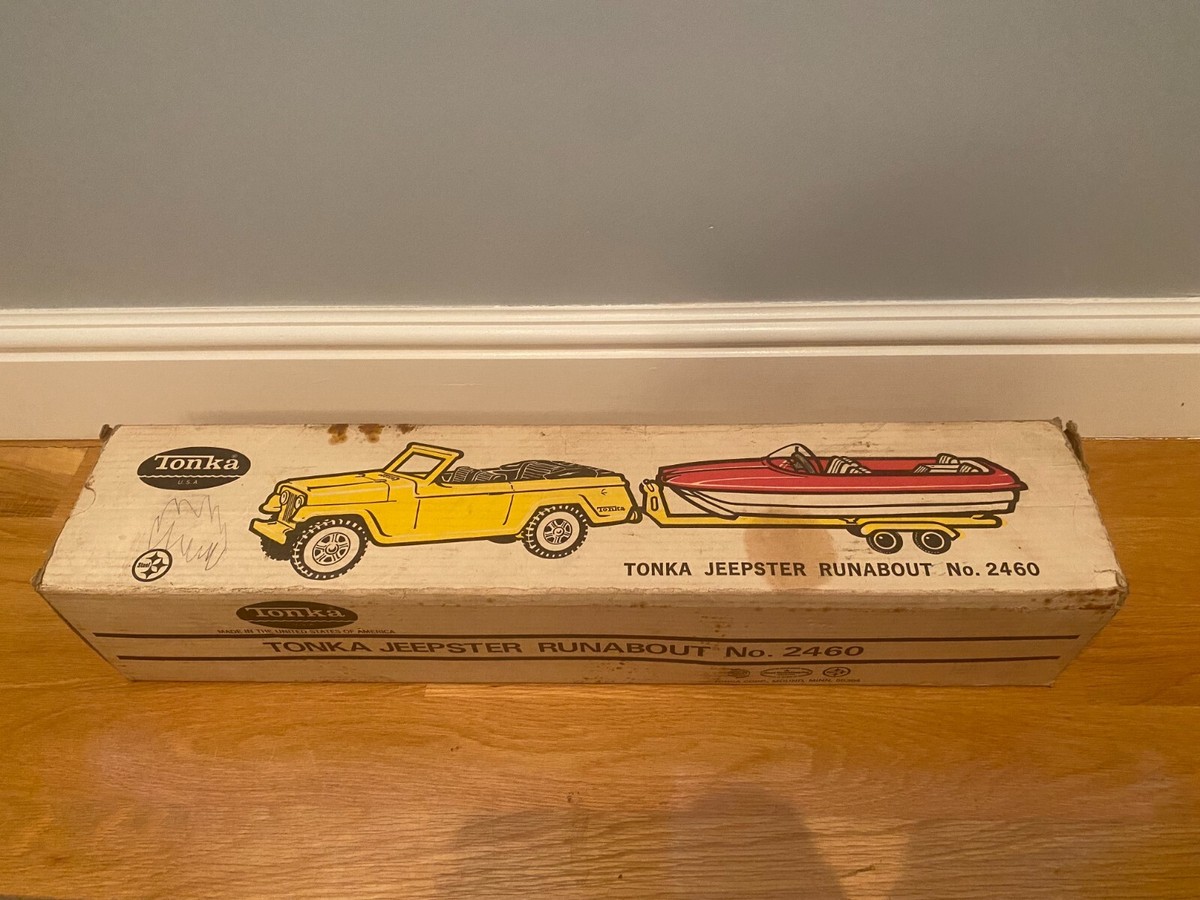 Tonka®
U.S.A
Tonka
TONKA JEEPSTER RUNABOUT No. 2460
Tonka
MADE IN THE UNITED STATES OF AMERICA
TONKA JEEPSTER RUNABOUT No. 2460